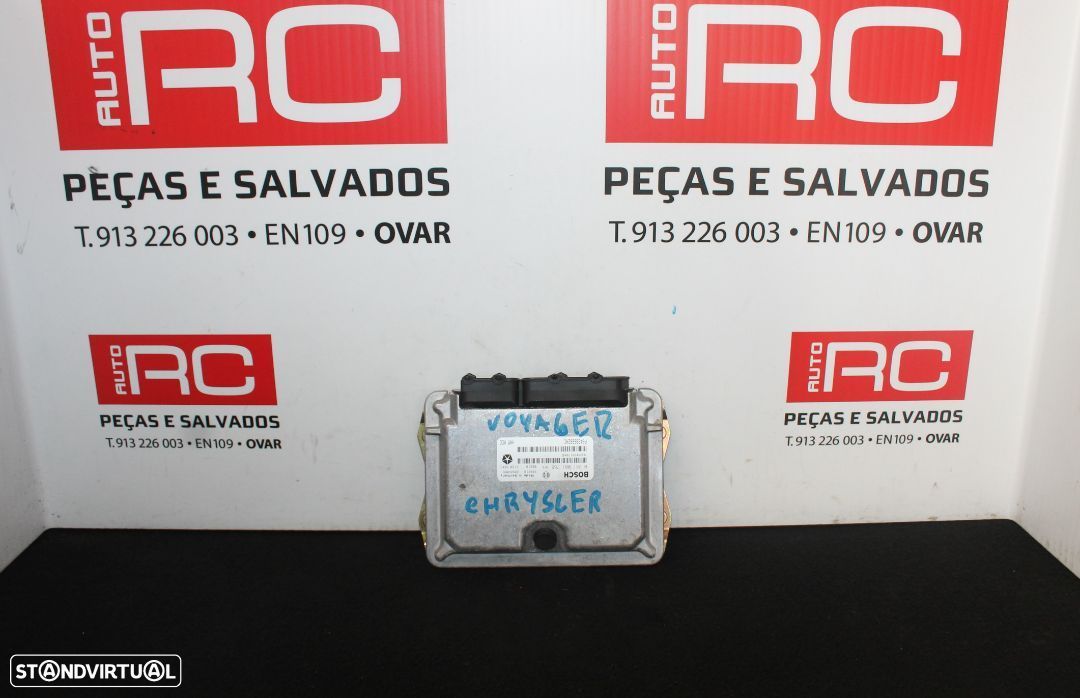 AUTO RC
PEÇAS E SALVADOS
T. 913 226 003 • EN109 • OVAR
AUTO RC
PEÇAS E SALVADOS
T. 913 226 003 • EN109 • OVAR
AUTO RC
PEÇAS E SALVADOS
T. 913 226 003 • EN109 • OVAR
AUTO RC
PEÇAS E SALVADOS
T. 913 226 003 • EN109 • OVAR
VOYAGER
BOSCH
CHRYSLER
STANDVIRTUAL